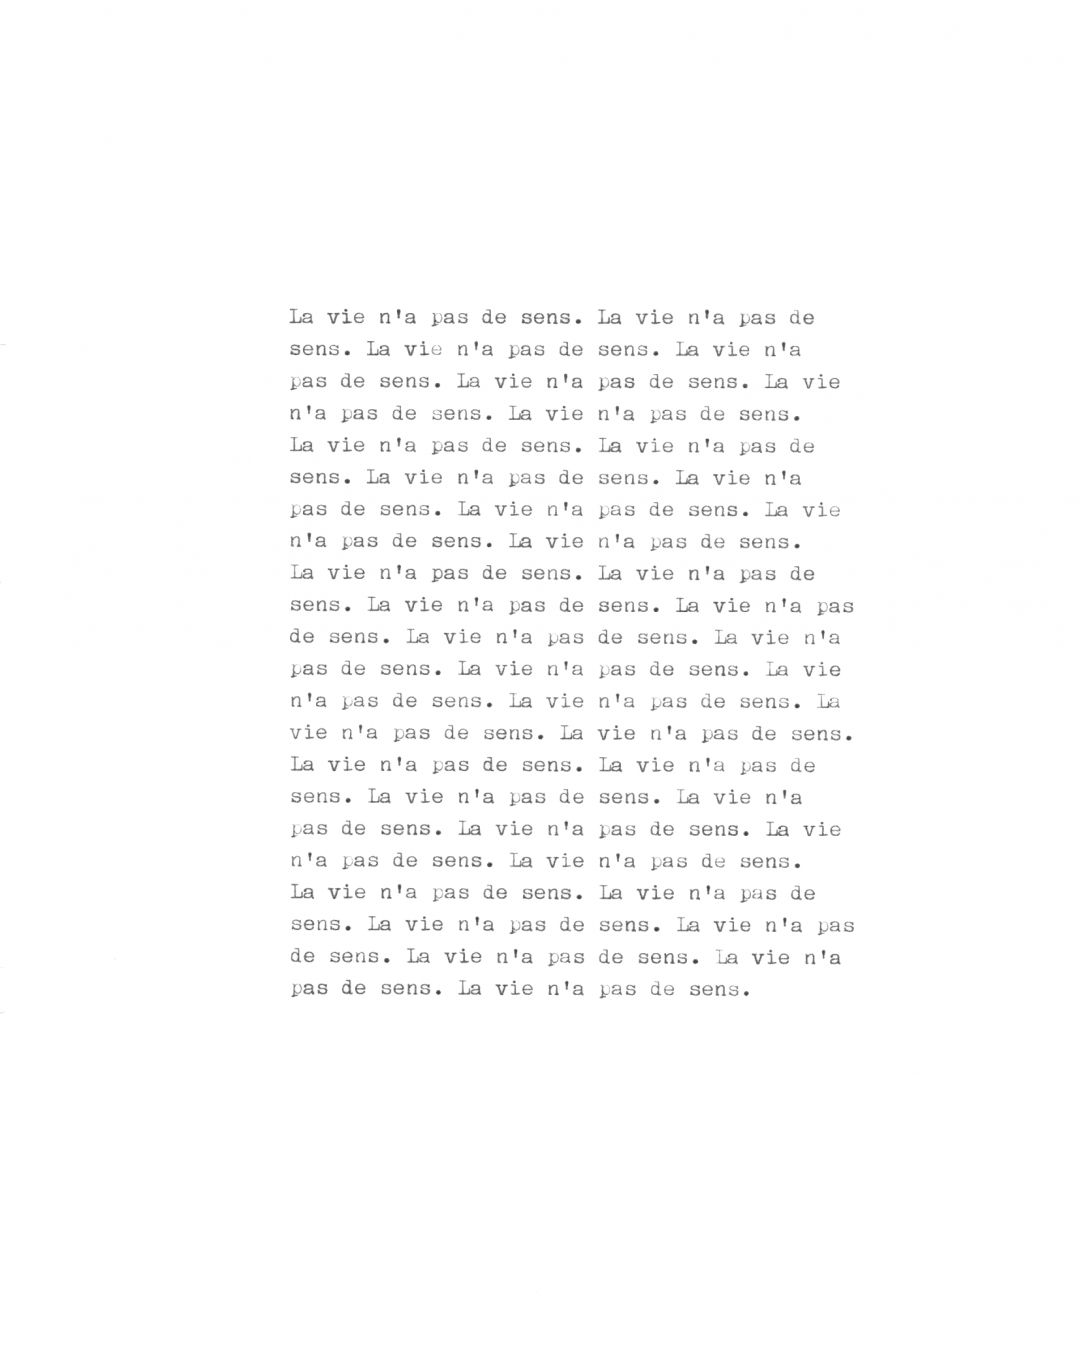 La vie n'a pas de sens. La vie n'a pas de
sens. La vie n'a pas de sens. La vie n'a
pas de sens. La vie n'a pas de sens. La vie
n'a pas de sens. La vie n'a pas de sens.
La vie n'a pas de sens. La vie n'a pas de
sens. La vie n'a pas de sens. La vie n'a
pas de sens. La vie n'a pas de sens. La vie
n'a pas de sens. La vie n'a pas de sens.
La vie n'a pas de sens. La vie n'a pas de
sens. La vie n'a pas de sens. La vie n'a pas
de sens. La vie n'a pas de sens. La vie n'a
pas de sens. La vie n'a pas de sens. La vie
n'a pas de sens. La vie n'a pas de sens. La
vie n'a pas de sens. La vie n'a pas de sens.
La vie n'a pas de sens. La vie n'a pas de
sens. La vie n'a pas de sens. La vie n'a
pas de sens. La vie n'a pas de sens. La vie
n'a pas de sens. La vie n'a pas de sens.
La vie n'a pas de sens. La vie n'a pas de
sens. La vie n'a pas de sens. La vie n'a pas
de sens. La vie n'a pas de sens. La vie n'a
pas de sens. La vie n'a pas de sens.